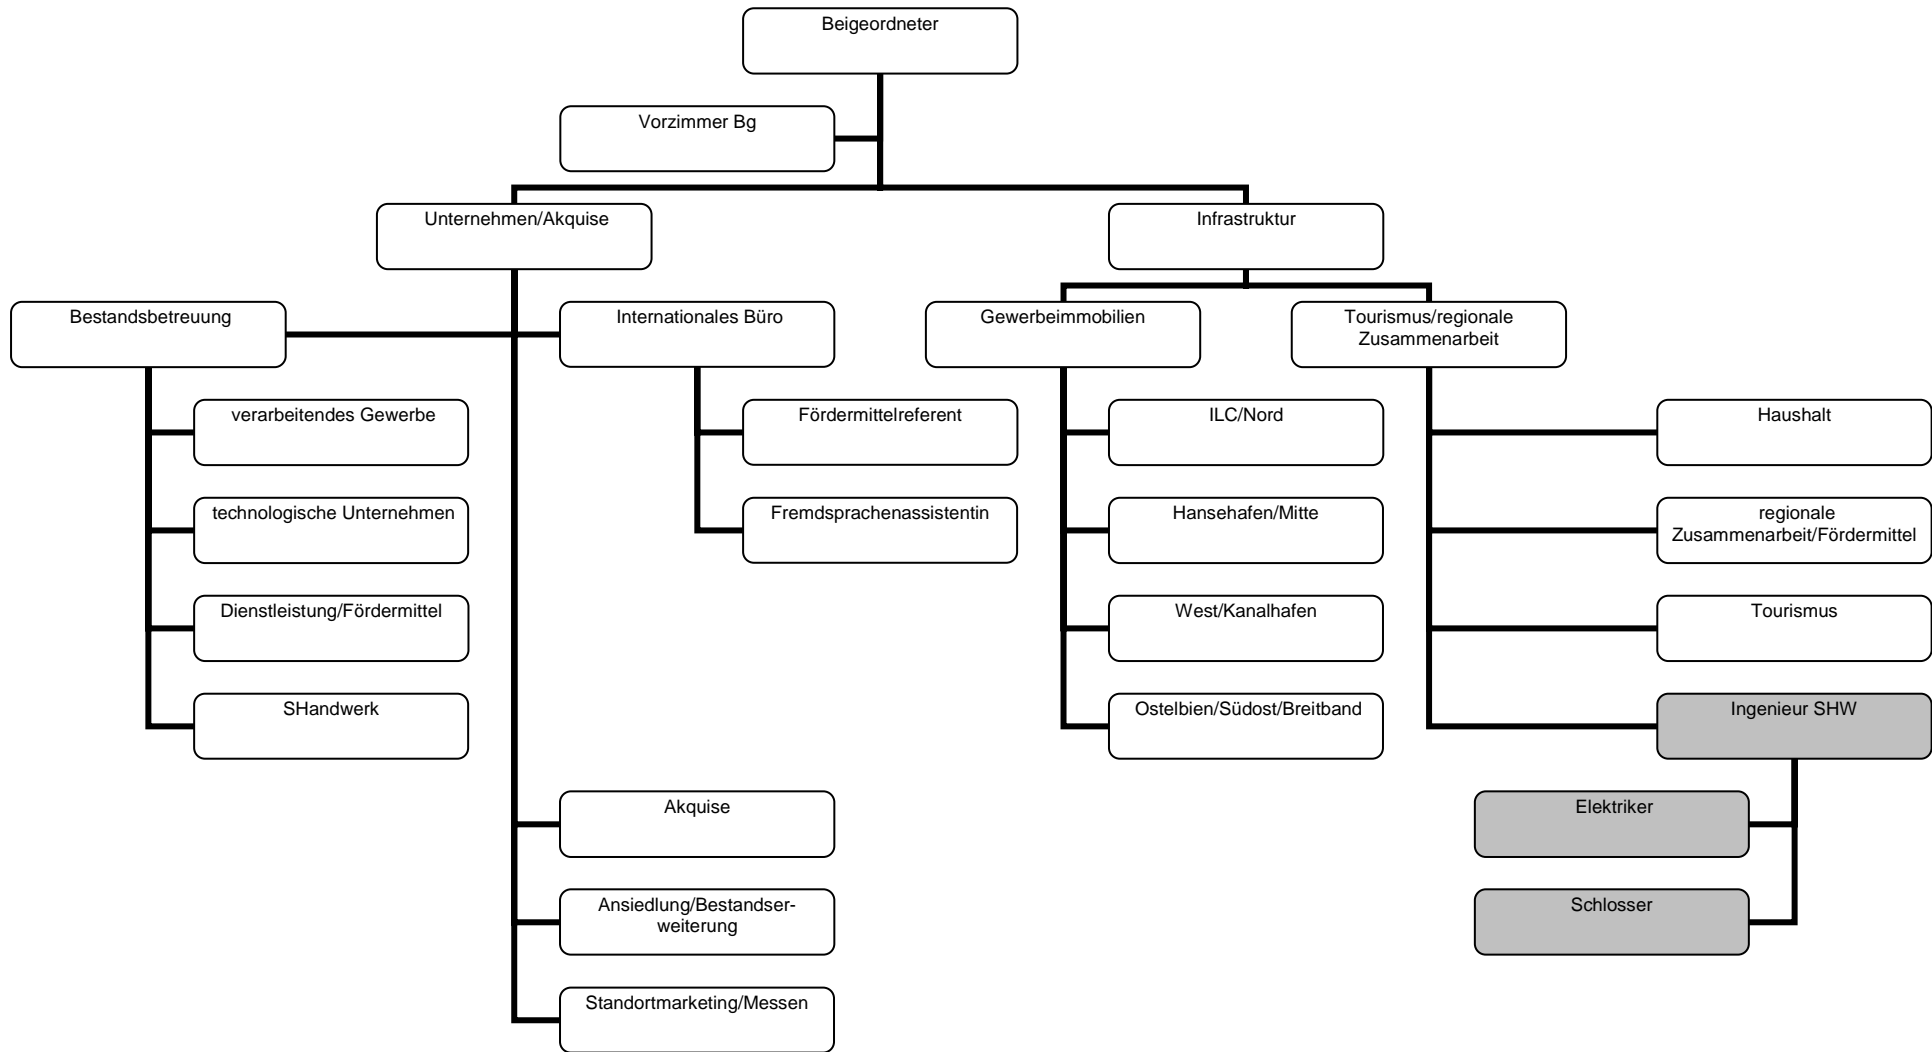 Beigeordneter
Vorzimmer Bg
Unternehmen/Akquise
Infrastruktur
Bestandsbetreuung
Internationales Büro
Gewerbeimmobilien
Tourismus/regionale
Zusammenarbeit
verarbeitendes Gewerbe
Fördermittelreferent
ILC/Nord
Haushalt
technologische Unternehmen
Fremdsprachenassistentin
Hansehafen/Mitte
regionale
Zusammenarbeit/Fördermittel
Dienstleistung/Fördermittel
West/Kanalhafen
Tourismus
SHandwerk
Ostelbien/Südost/Breitband
Ingenieur SHW
Akquise
Elektriker
Ansiedlung/Bestandser-
weiterung
Schlosser
Standortmarketing/Messen